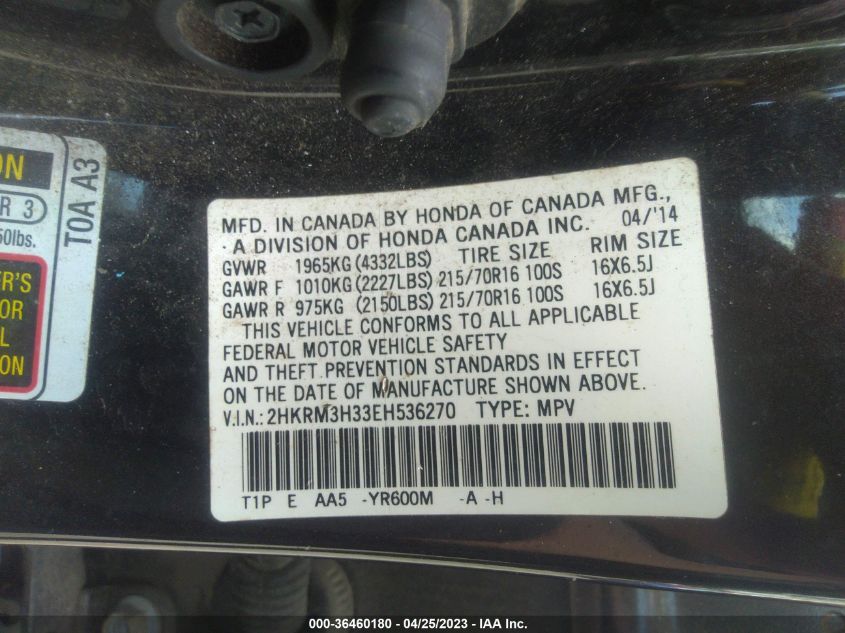 ON
R 3
50lbs.
TOA A3
ER'S
OR
L
ION
MFD. IN CANADA BY HONDA OF CANADA MFG.,
A DIVISION OF HONDA CANADA INC. 04/'14
GVWR 1965KG (4332LBS) TIRE SIZE RIM SIZE
GAWR F 1010KG (2227LBS) 215/70R16 100S 16X6.5J
GAWR R 975KG (2150LBS) 215/70R16 100S 16X6.5J
THIS VEHICLE CONFORMS TO ALL APPLICABLE
FEDERAL MOTOR VEHICLE SAFETY
AND THEFT PREVENTION STANDARDS IN EFFECT
ON THE DATE OF MANUFACTURE SHOWN ABOVE.
V.I.N.: 2HKRM3H33EH536270 TYPE: MPV
T1P E AA5 -YR600M -A -H
000-36460180 - 04/25/2023 - IAA Inc.